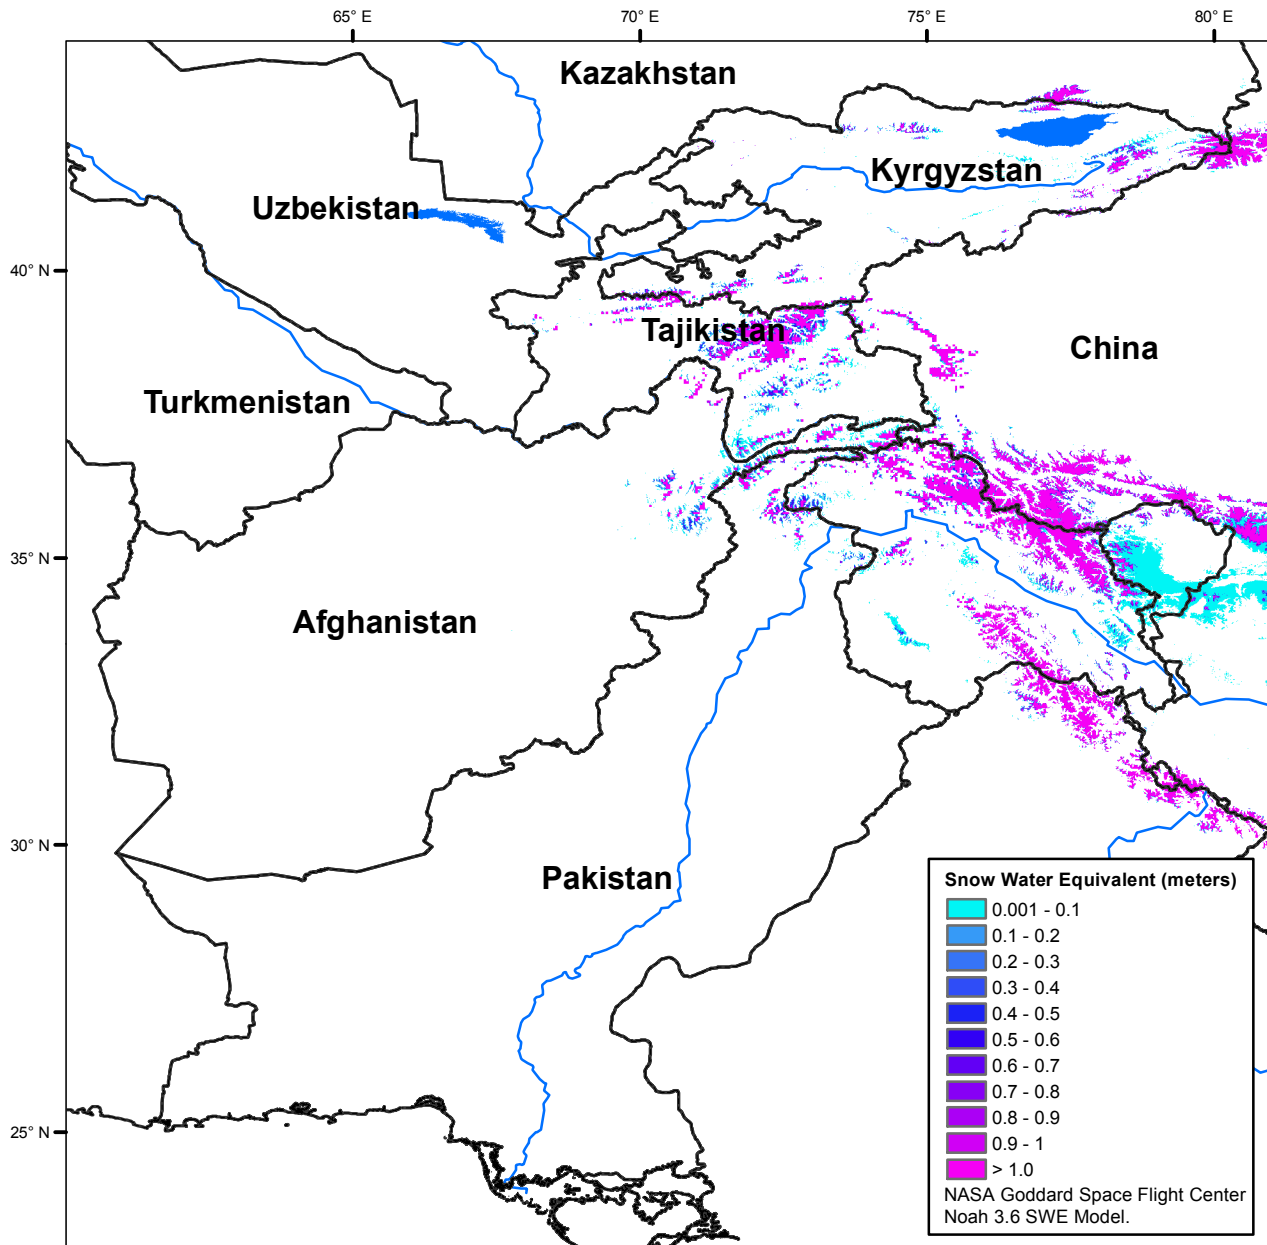 65° E
70° E
75° E
80° E
Kazakhstan
Kyrgyzstan
Uzbekistan
40° N
Tajikistan
China
Turkmenistan
35° N
Afghanistan
30° N
Pakistan
25° N
Snow Water Equivalent (meters)
0.001 - 0.1
0.1 - 0.2
0.2 - 0.3
0.3 - 0.4
0.4 - 0.5
0.5 - 0.6
0.6 - 0.7
0.7 - 0.8
0.8 - 0.9
0.9 - 1
> 1.0
NASA Goddard Space Flight Center
Noah 3.6 SWE Model.